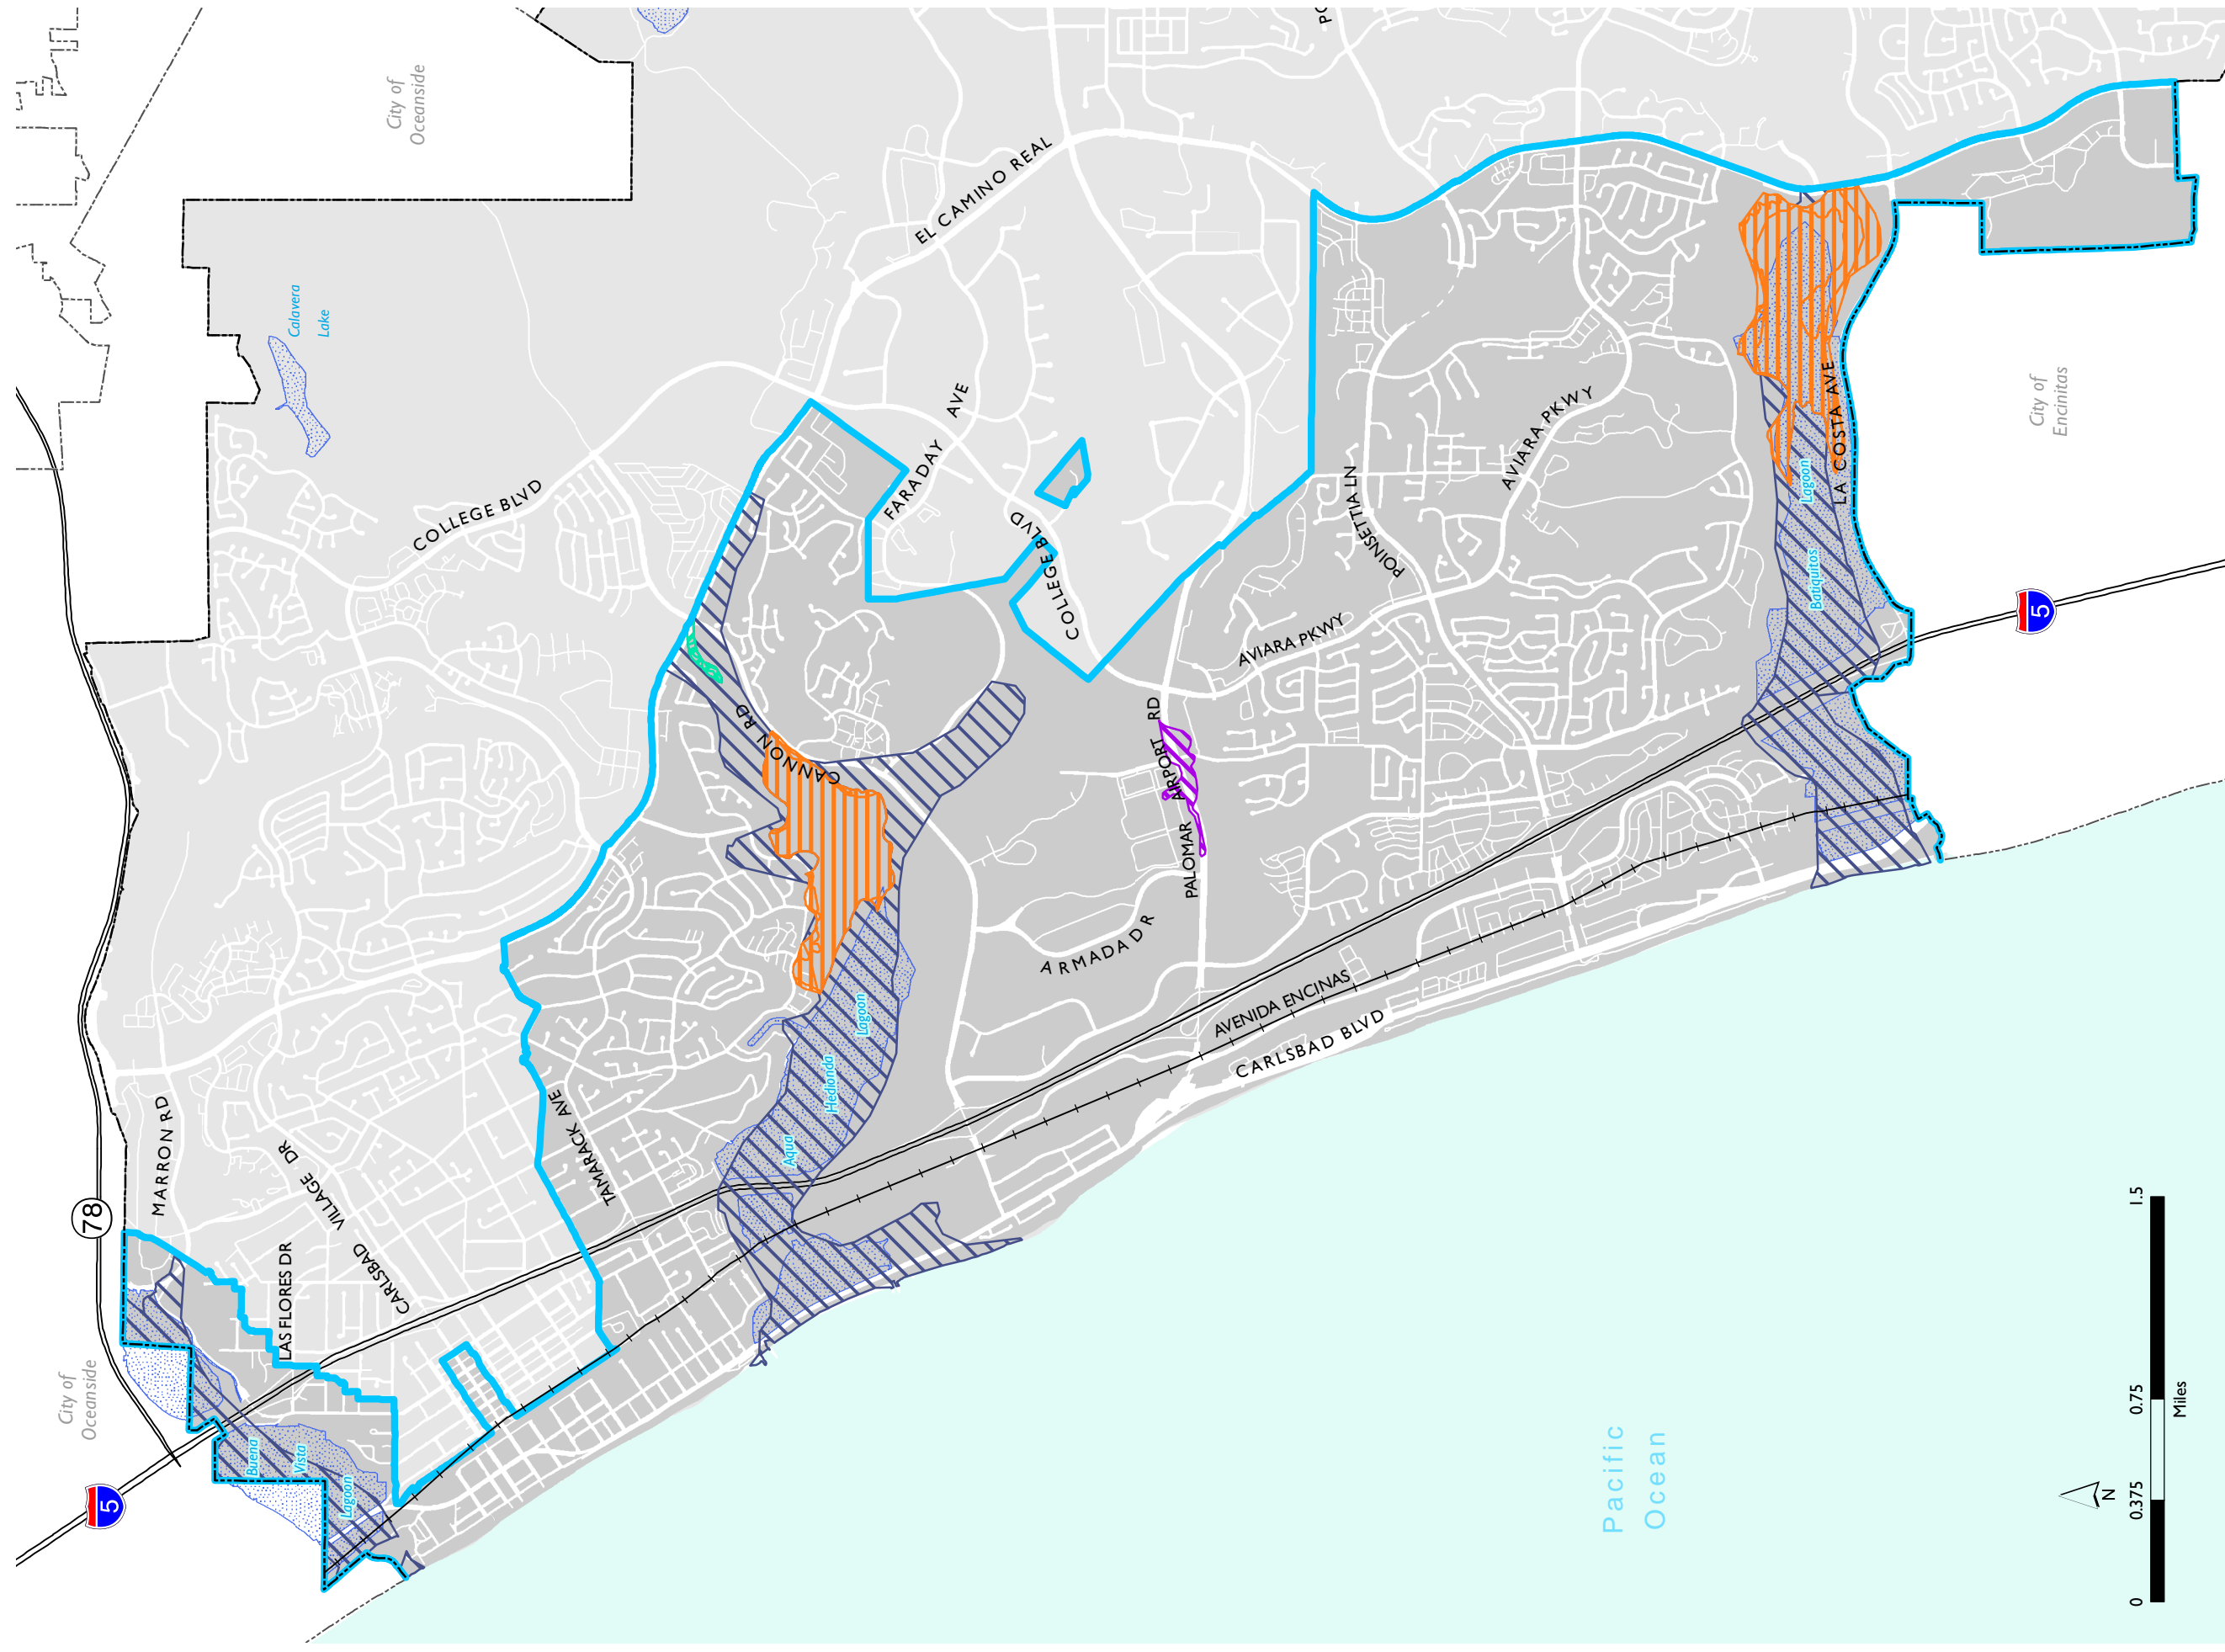 City of
Oceanside
City of
Oceanside
Calavera
Lake
EL CAMINO REAL
COLLEGE BLVD
FARADAY AVE
COLLEGE BLVD
MARRON RD
78
CARLSBAD VILLAGE DR
LAS FLORES DR
5
Buena
Vista
Lagoon
TAMARACK AVE
CANNON RD
Aqua
Hedionda
Lagoon
ARMADA DR
PALOMAR AIRPORT RD
AVIARA PKWY
POINSETTIA LN
AVIARA PKWY
AVENIDA ENCINAS
CARLSBAD BLVD
LA COSTA AVE
Batiquitos
Lagoon
City of
Encinitas
5
Pacific
Ocean
N
0 0.375 0.75 1.5
Miles